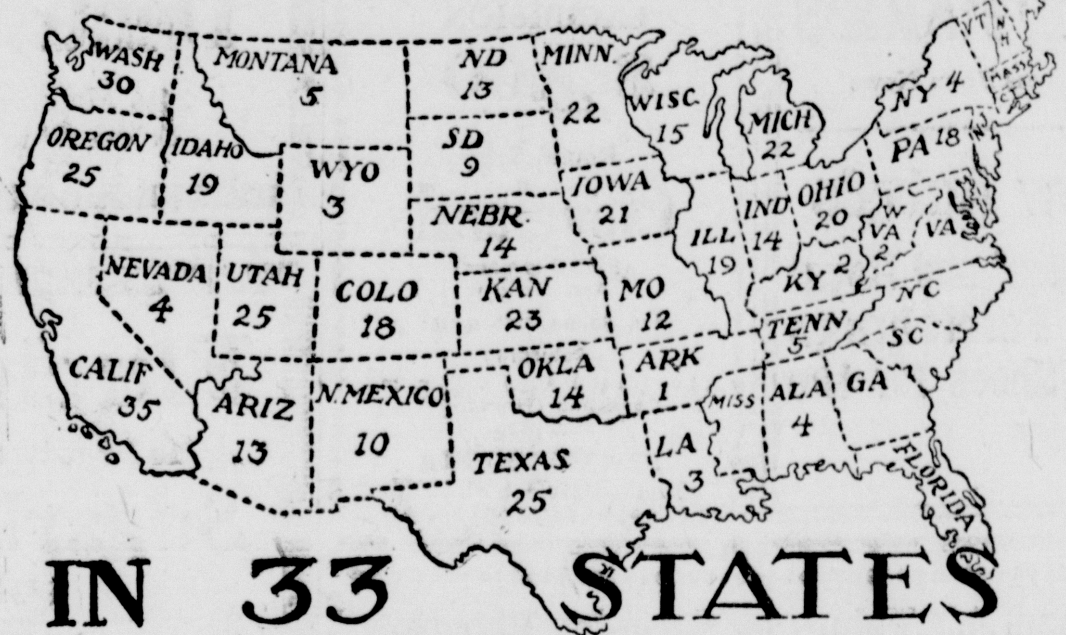 WASH
30
MONTANA
5
ND
13
MINN.
22
WISC.
15
MICH
22
NY 4
VT
N
H
MASS
OREGON
25
IDAHO
19
WYO
3
SD
9
IOWA
21
PA 18
NJ
NEBR.
14
ILL
19
IND
14
OHIO
20
W
VA
2
VA
NEVADA
4
UTAH
25
COLO
18
KAN
23
MO
12
KY 2
NC
TENN
5
SC
CALIF
35
ARIZ
13
N.MEXICO
10
OKLA
14
ARK
1
MISS
ALA
4
GA
TEXAS
25
LA
3
FLORIDA
IN 33 STATES